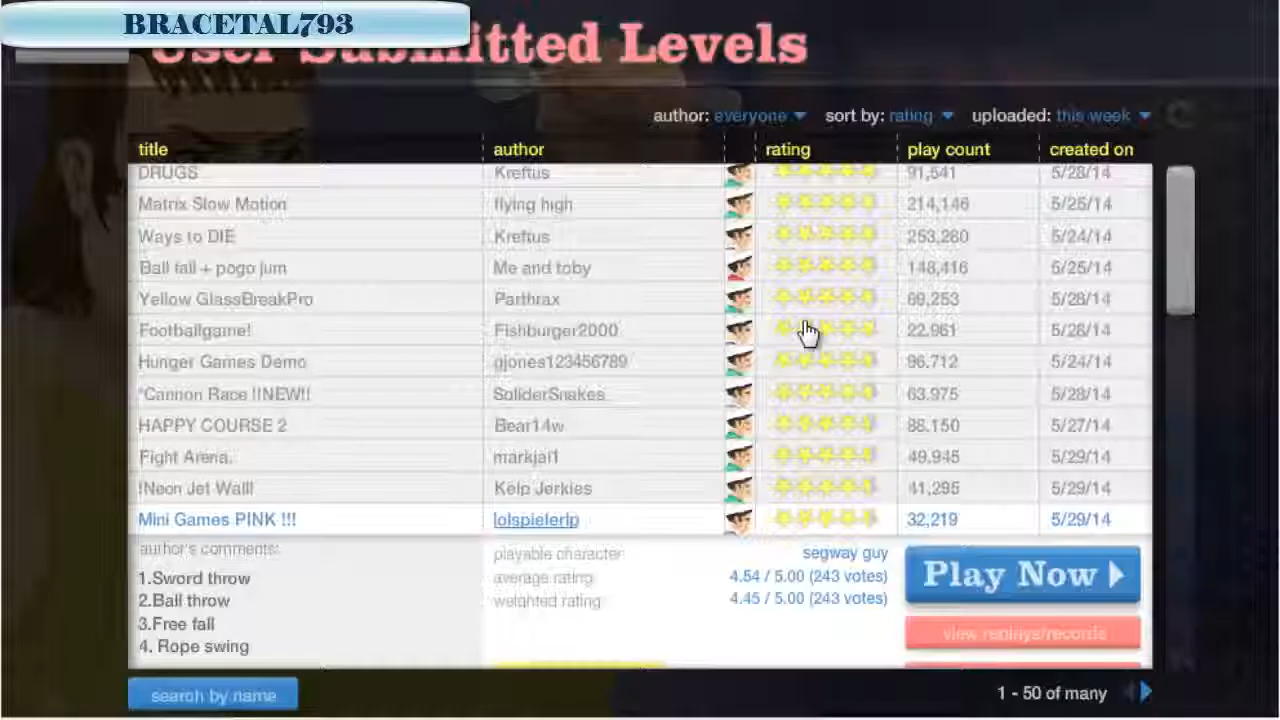 BRACETAL793
User Submitted Levels
author: everyone sort by: rating uploaded: this week
title author rating play count created on
DRUGS Kreftus 91,541 5/28/14
Matrix Slow Motion flying high 214,146 5/25/14
Ways to DIE Kreftus 253,260 5/24/14
Ball fall + pogo jum Me and toby 148,416 5/25/14
Yellow GlassBreakPro Parthrax 69,253 5/28/14
Footballgame! Fishburger2000 22,961 5/28/14
Hunger Games Demo gjones123456789 96,712 5/24/14
*Cannon Race !!NEW!! SoliderSnakes 63,975 5/28/14
HAPPY COURSE 2 Bear14w 88,150 5/27/14
Fight Arena. markjai1 49,945 5/29/14
!Neon Jet Wall! Kelp Jerkies 41,295 5/29/14
Mini Games PINK !!! lolspielerlp 32,219 5/29/14
author's comments:
1.Sword throw
2.Ball throw
3.Free fall
4. Rope swing
playable character: segway guy
average rating: 4.54 / 5.00 (243 votes)
weighted rating: 4.45 / 5.00 (243 votes)
Play Now
view replays/records
search by name
1 - 50 of many